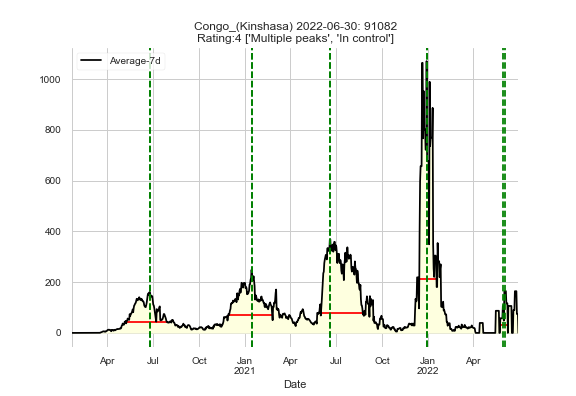 Congo_(Kinshasa) 2022-06-30: 91082
Rating:4 ['Multiple peaks', 'In control']
Average-7d
1000
800
600
400
200
0
Apr Jul Oct Jan Apr Jul Oct Jan Apr
2021 2022
Date